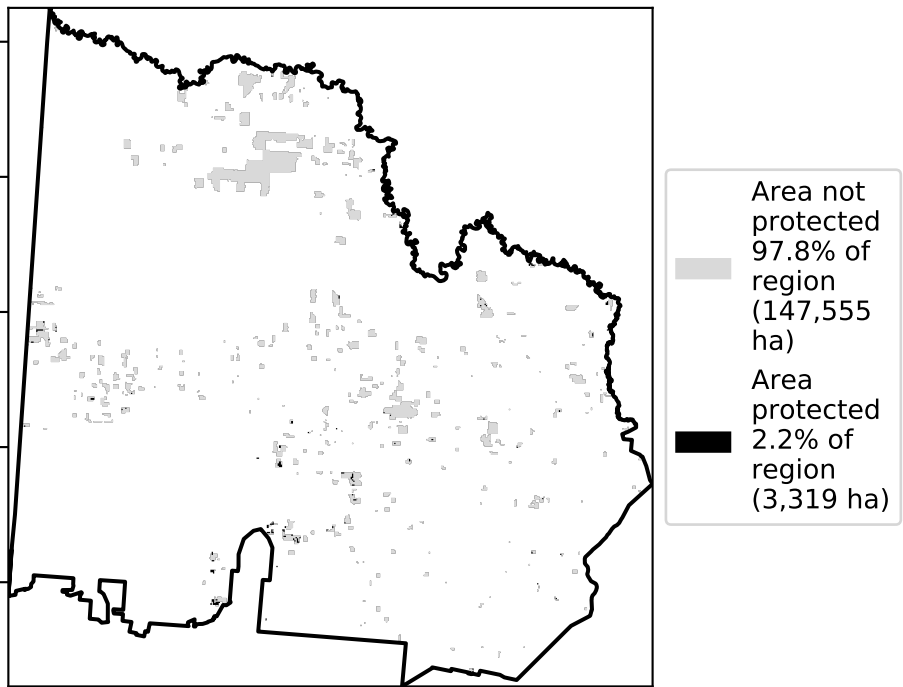 Area not
protected
97.8% of
region
(147,555
ha)
Area
protected
2.2% of
region
(3,319 ha)